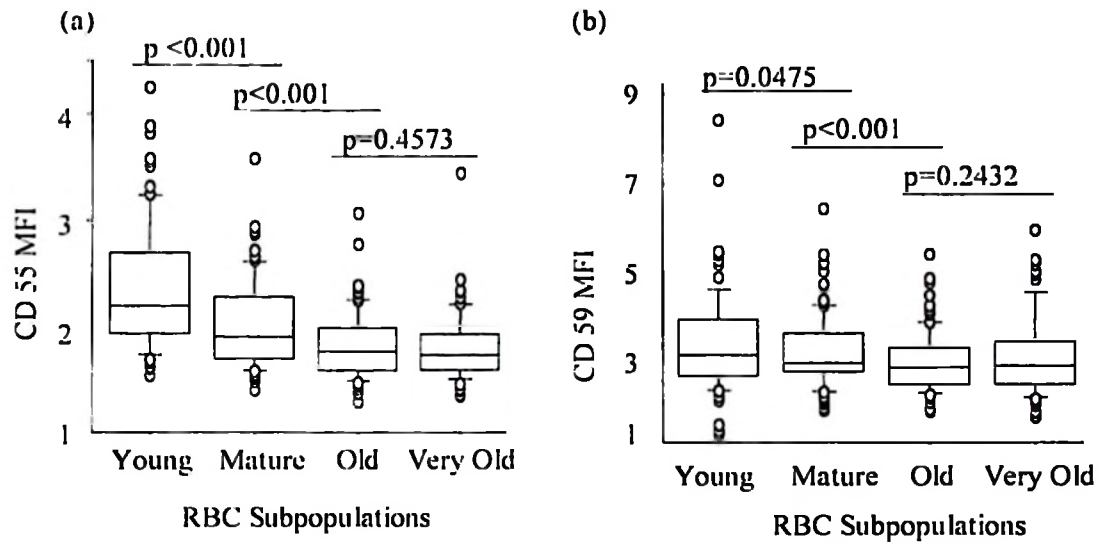 (a)
p <0.001
p<0.001
p=0.4573
4
3
2
1
CD 55 MFI
Young Mature Old Very Old
RBC Subpopulations
(b)
p=0.0475
p<0.001
p=0.2432
9
7
5
3
1
CD 59 MFI
Young Mature Old Very Old
RBC Subpopulations